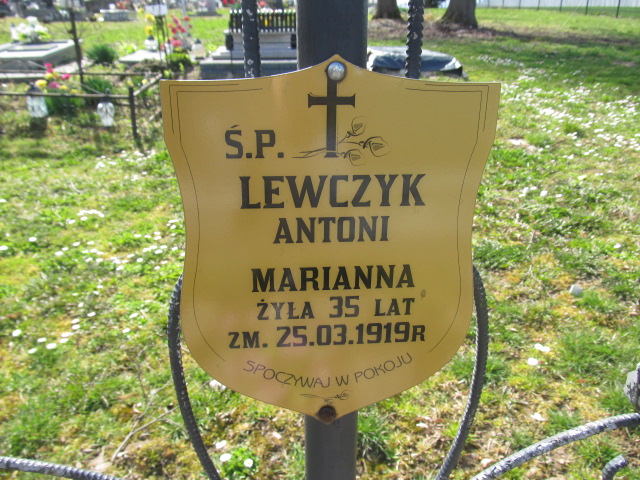 Ś.P.
LEWCZYK
ANTONI
MARIANNA
ŻYŁA 35 LAT
ZM. 25.03.1919R
SPOCZYWAJ W POKOJU